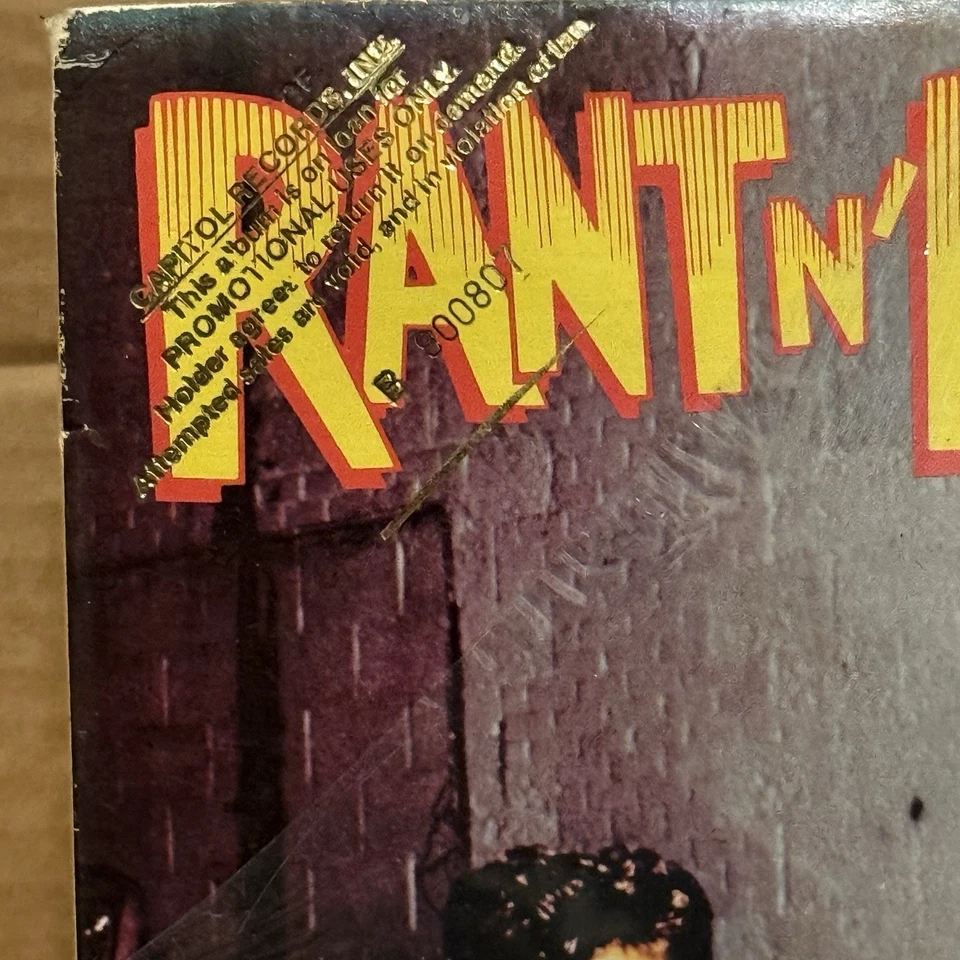 CAPITOL RECORDS, INC
This album is on loan for
PROMOTIONAL USES ONLY.
Holder agrees to return it on demand
Attempted sales are void, and in violation of law.
B
RANT N'